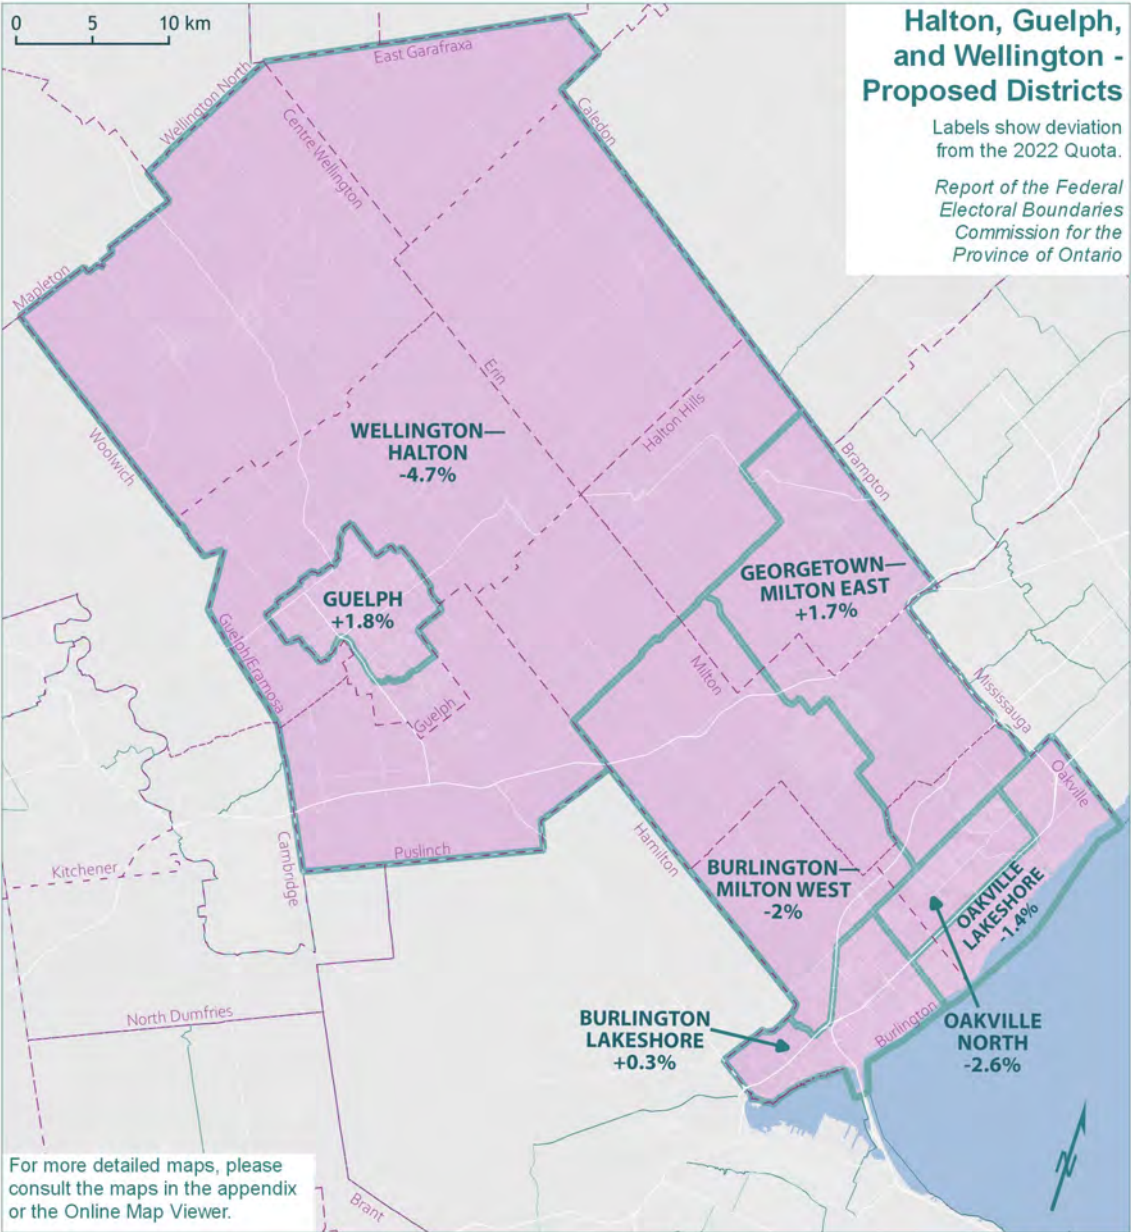 0 5 10 km
Halton, Guelph,
and Wellington -
Proposed Districts
Labels show deviation
from the 2022 Quota.
Report of the Federal
Electoral Boundaries
Commission for the
Province of Ontario
East Garafraxa
Wellington North
Centre Wellington
Caledon
Mapleton
Erin
Halton Hills
Woolwich
WELLINGTON—
HALTON
-4.7%
Brampton
GEORGETOWN—
MILTON EAST
+1.7%
GUELPH
+1.8%
Guelph/Eramosa
Guelph
Milton
Mississauga
Oakville
Puslinch
Cambridge
Kitchener
Hamilton
BURLINGTON—
MILTON WEST
-2%
OAKVILLE
LAKESHORE
-1.4%
North Dumfries
BURLINGTON
LAKESHORE
+0.3%
Burlington
OAKVILLE
NORTH
-2.6%
N
For more detailed maps, please
consult the maps in the appendix
or the Online Map Viewer.
Brant